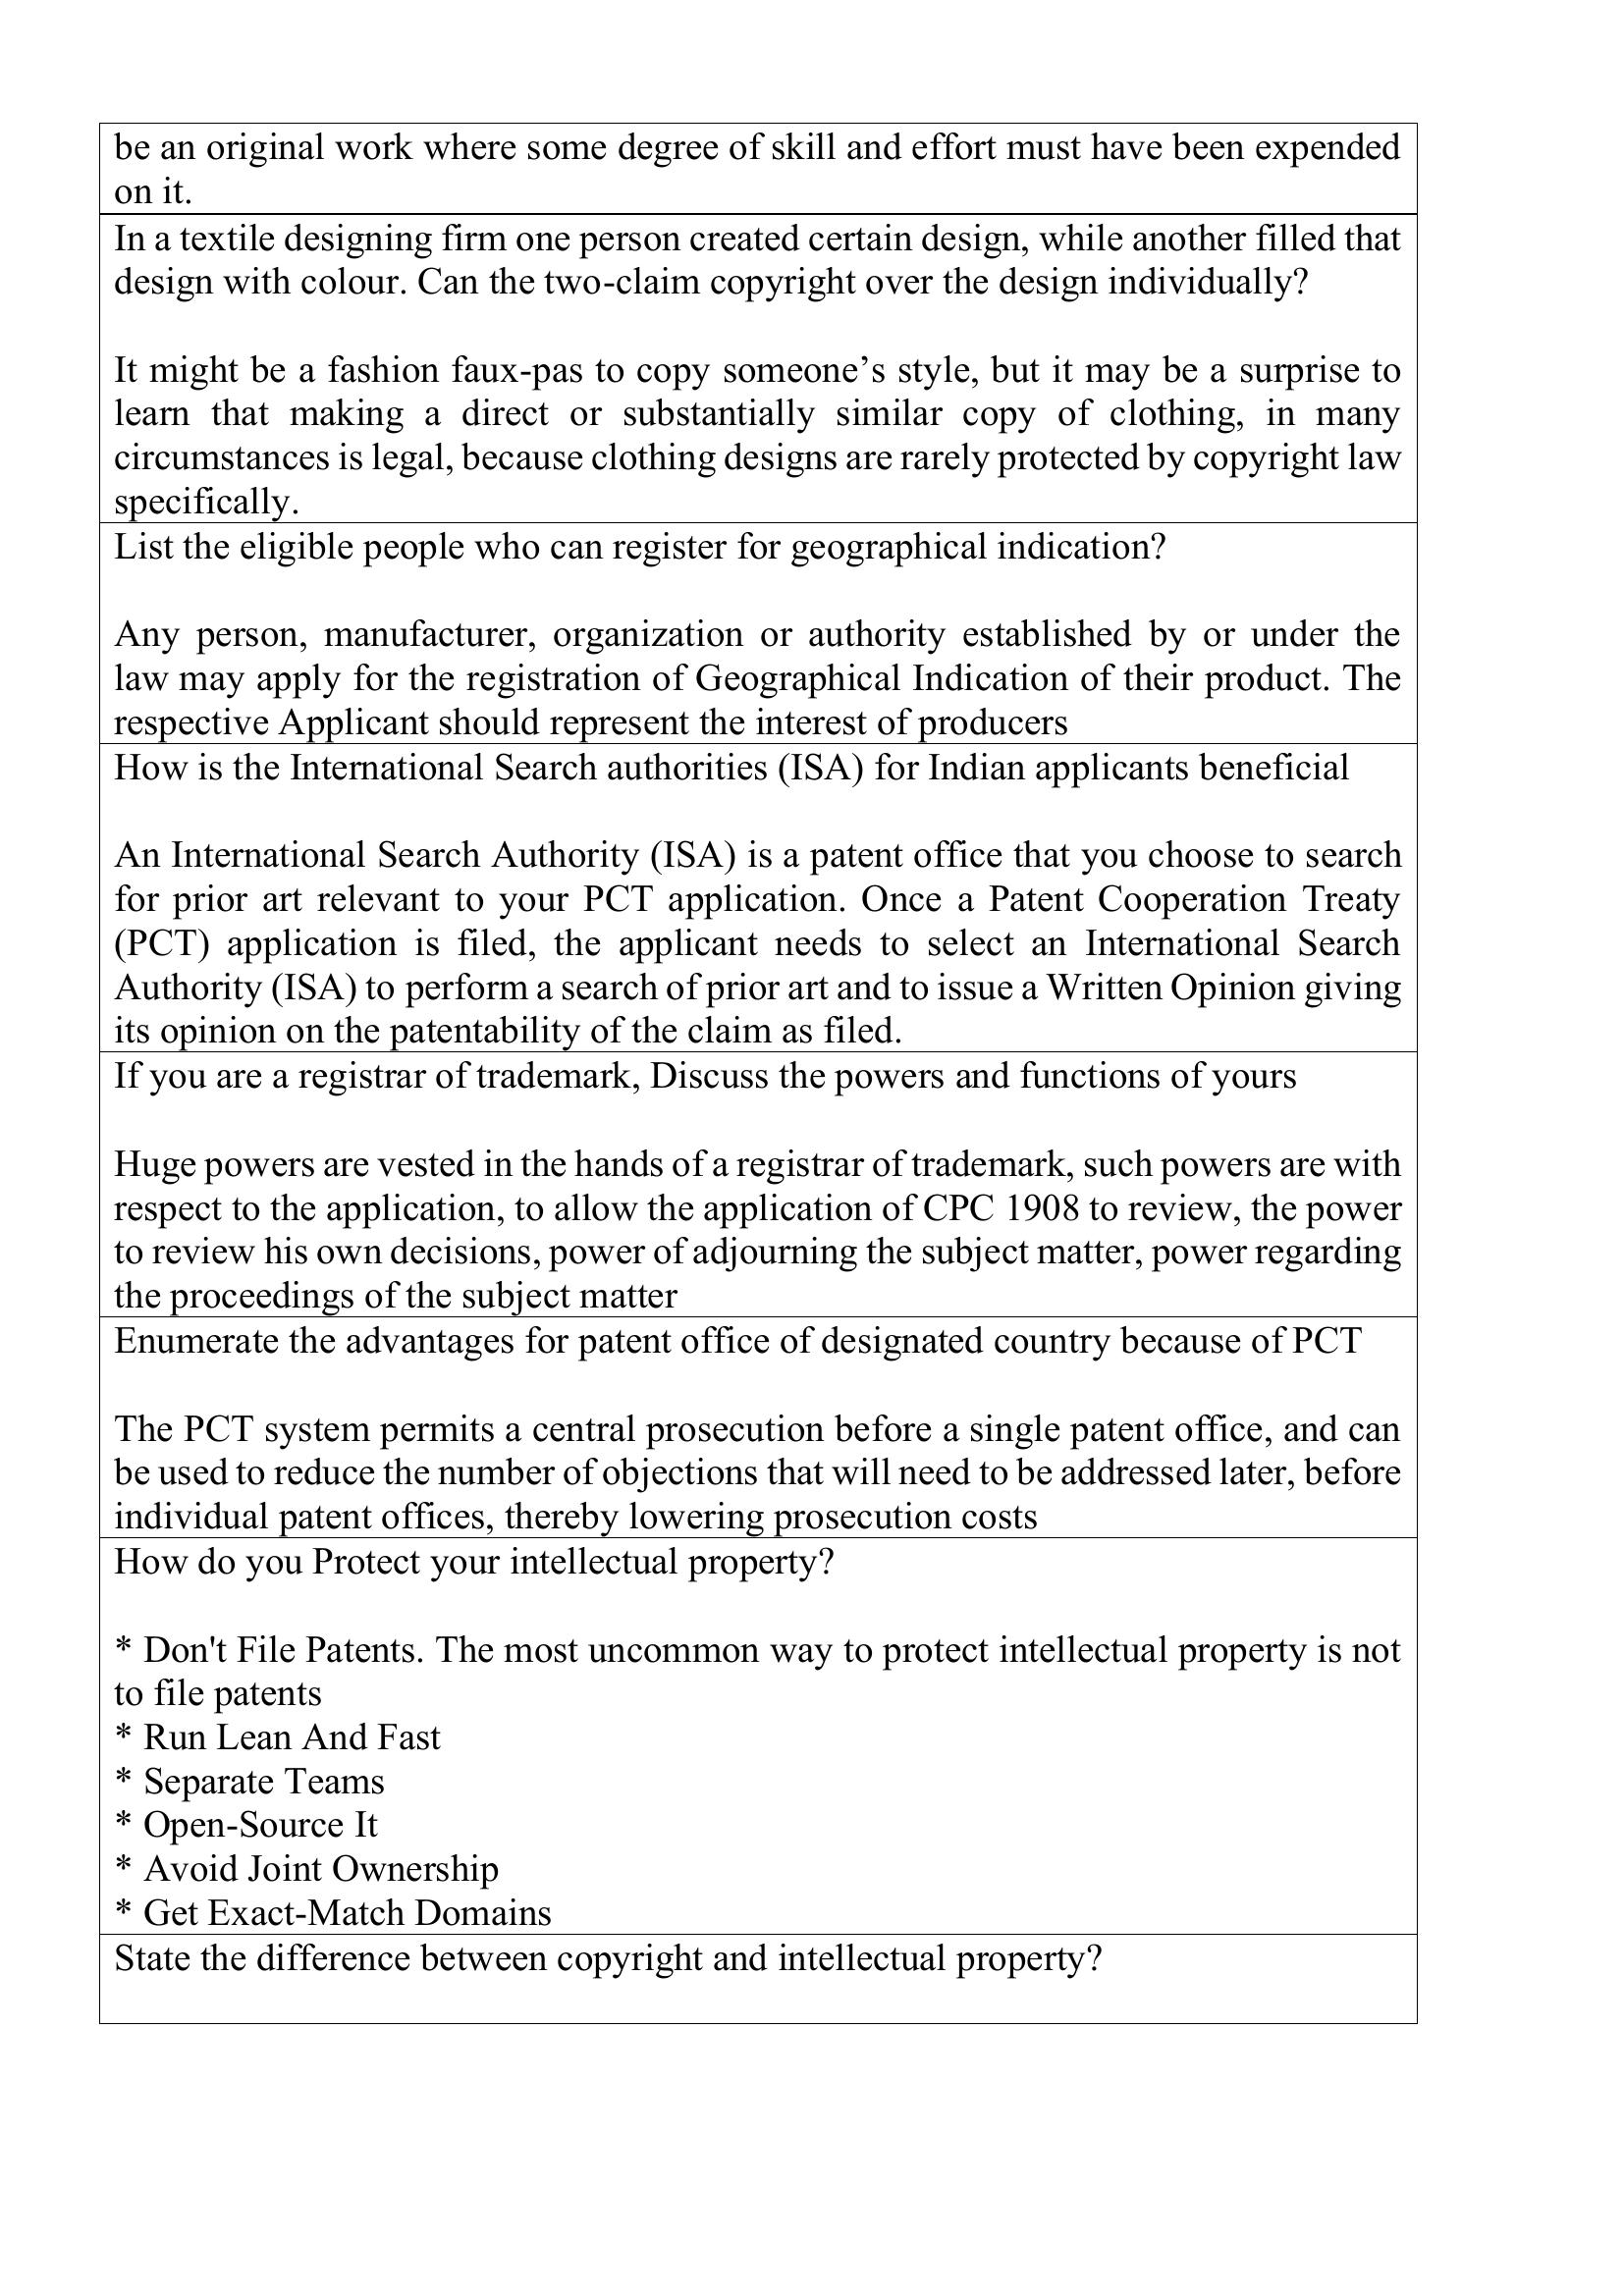 be an original work where some degree of skill and effort must have been expended
on it.
In a textile designing firm one person created certain design, while another filled that
design with colour. Can the two-claim copyright over the design individually?
It might be a fashion faux-pas to copy someone’s style, but it may be a surprise to
learn that making a direct or substantially similar copy of clothing, in many
circumstances is legal, because clothing designs are rarely protected by copyright law
specifically.
List the eligible people who can register for geographical indication?
Any person, manufacturer, organization or authority established by or under the
law may apply for the registration of Geographical Indication of their product. The
respective Applicant should represent the interest of producers
How is the International Search authorities (ISA) for Indian applicants beneficial
An International Search Authority (ISA) is a patent office that you choose to search
for prior art relevant to your PCT application. Once a Patent Cooperation Treaty
(PCT) application is filed, the applicant needs to select an International Search
Authority (ISA) to perform a search of prior art and to issue a Written Opinion giving
its opinion on the patentability of the claim as filed.
If you are a registrar of trademark, Discuss the powers and functions of yours
Huge powers are vested in the hands of a registrar of trademark, such powers are with
respect to the application, to allow the application of CPC 1908 to review, the power
to review his own decisions, power of adjourning the subject matter, power regarding
the proceedings of the subject matter
Enumerate the advantages for patent office of designated country because of PCT
The PCT system permits a central prosecution before a single patent office, and can
be used to reduce the number of objections that will need to be addressed later, before
individual patent offices, thereby lowering prosecution costs
How do you Protect your intellectual property?
* Don't File Patents. The most uncommon way to protect intellectual property is not
to file patents
* Run Lean And Fast
* Separate Teams
* Open-Source It
* Avoid Joint Ownership
* Get Exact-Match Domains
State the difference between copyright and intellectual property?